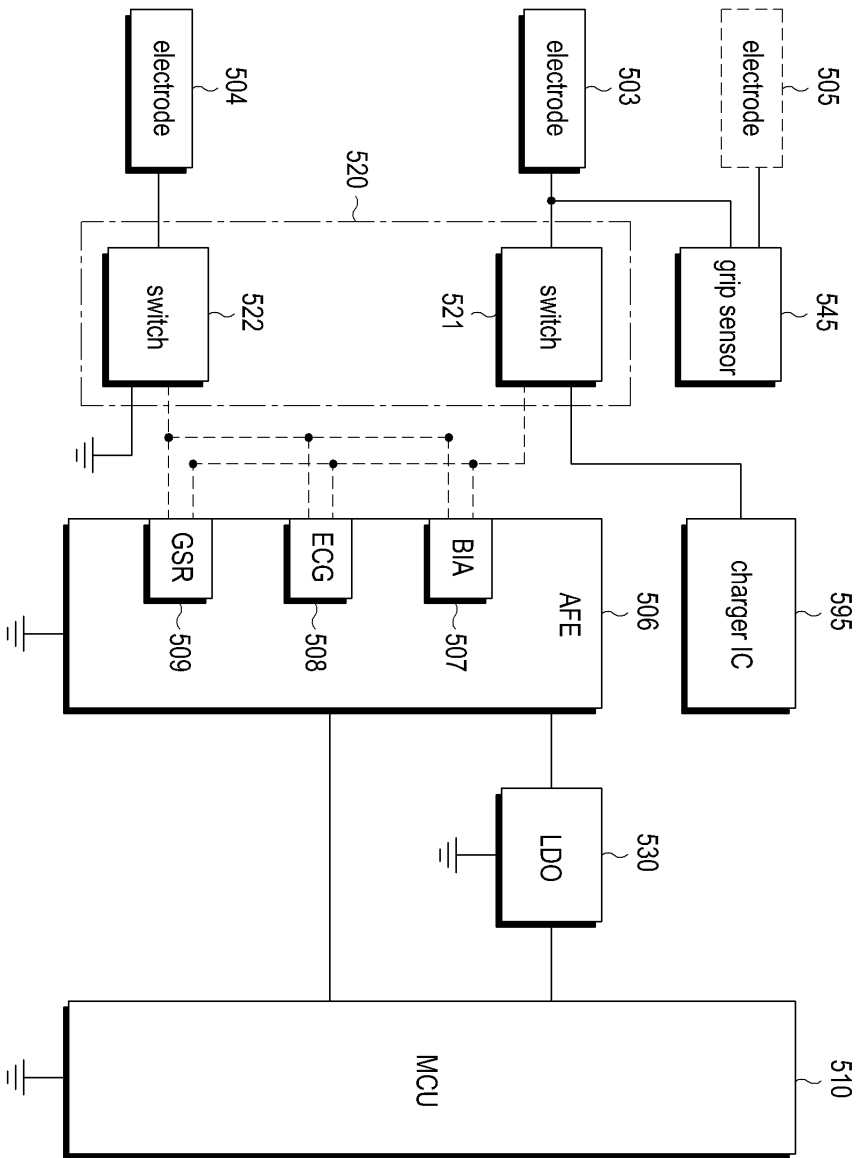 505
545
595
510
electrode
grip sensor
charger IC
503
506
530
electrode
switch
AFE
LDO
521
BIA
507
MCU
520
ECG
508
504
522
electrode
switch
GSR
509